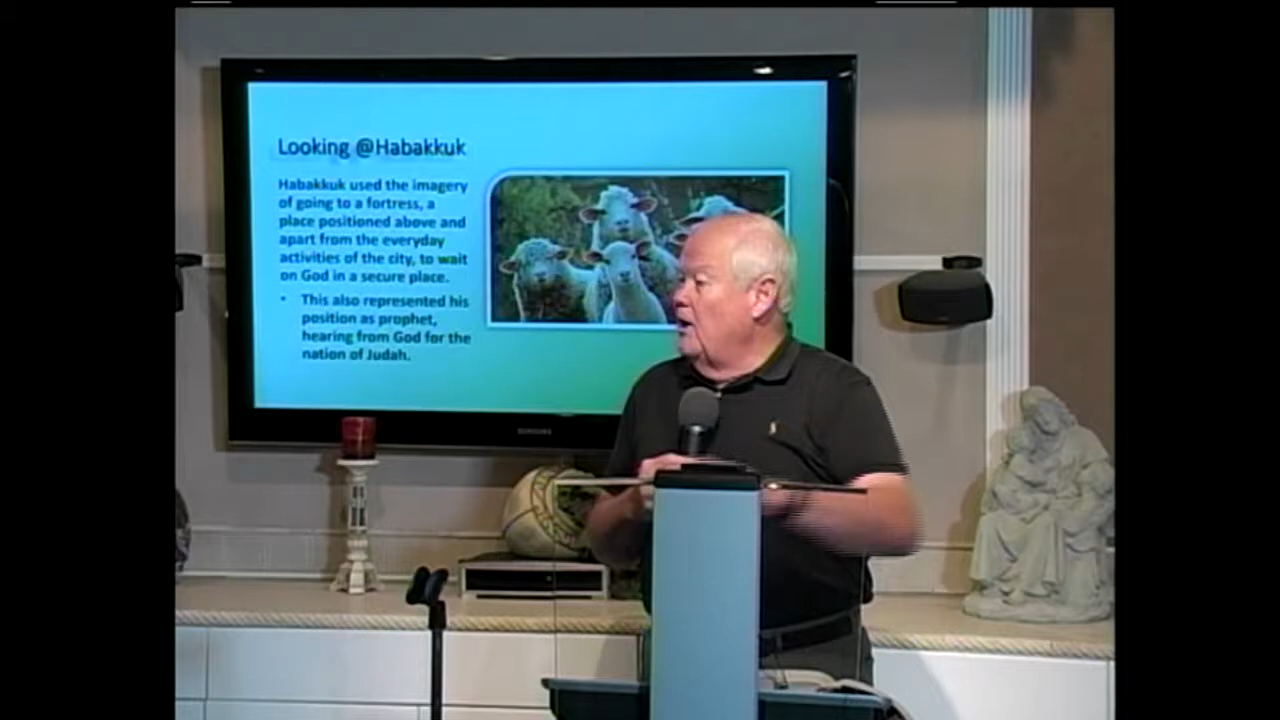 Looking @Habakkuk
Habakkuk used the imagery
of going to a fortress, a
place positioned above and
apart from the everyday
activities of the city, to wait
on God in a secure place.
• This also represented his
position as prophet,
hearing from God for the
nation of Judah.
SAMSUNG